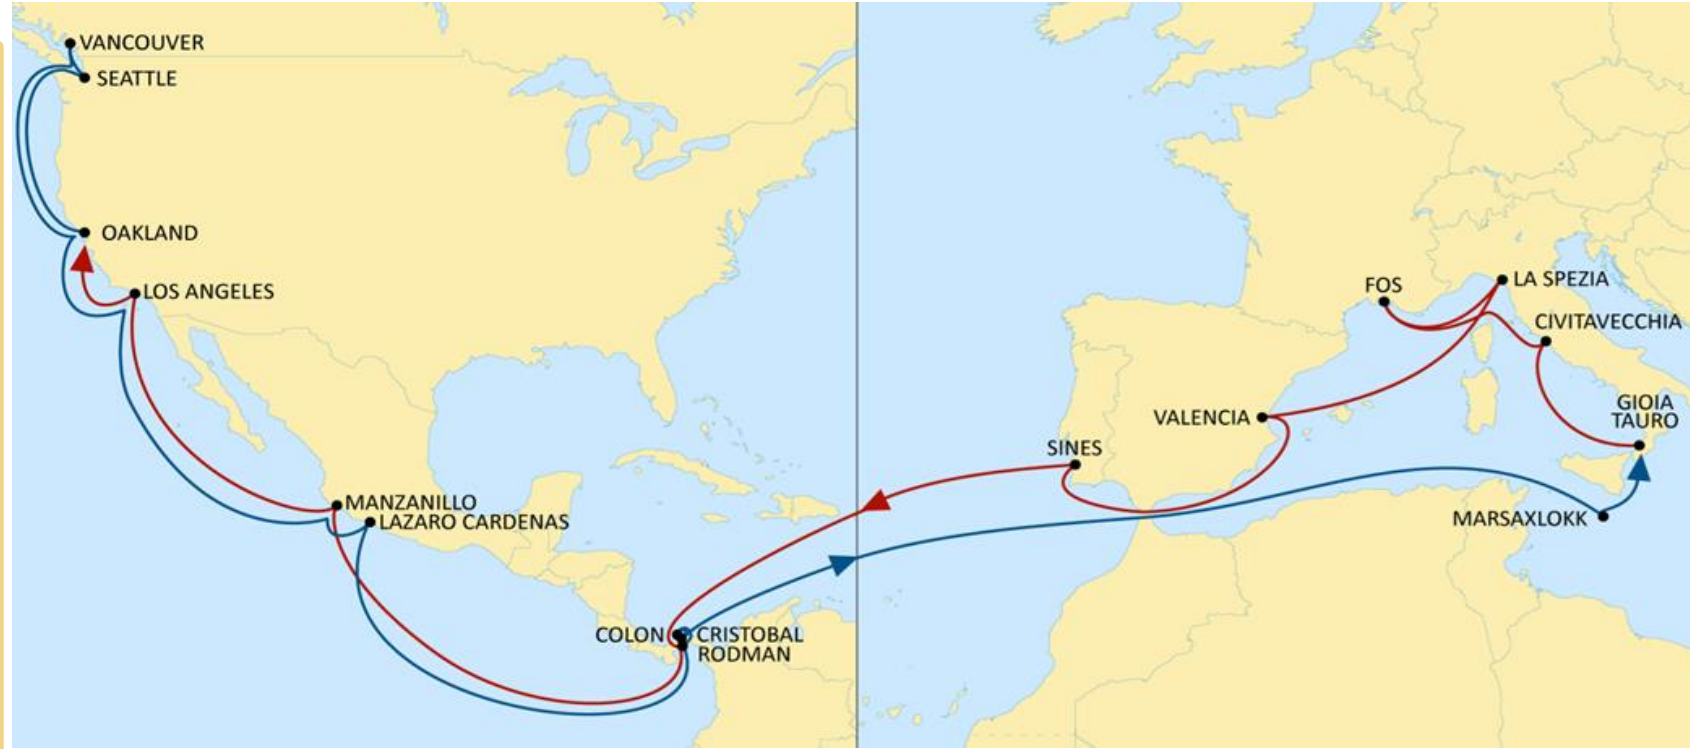 VANCOUVER
SEATTLE
OAKLAND
LOS ANGELES
MANZANILLO
LAZARO CARDENAS
COLON
CRISTOBAL
RODMAN
FOS
LA SPEZIA
CIVITAVECCHIA
GIOIA
TAURO
VALENCIA
SINES
MARSAXLOKK